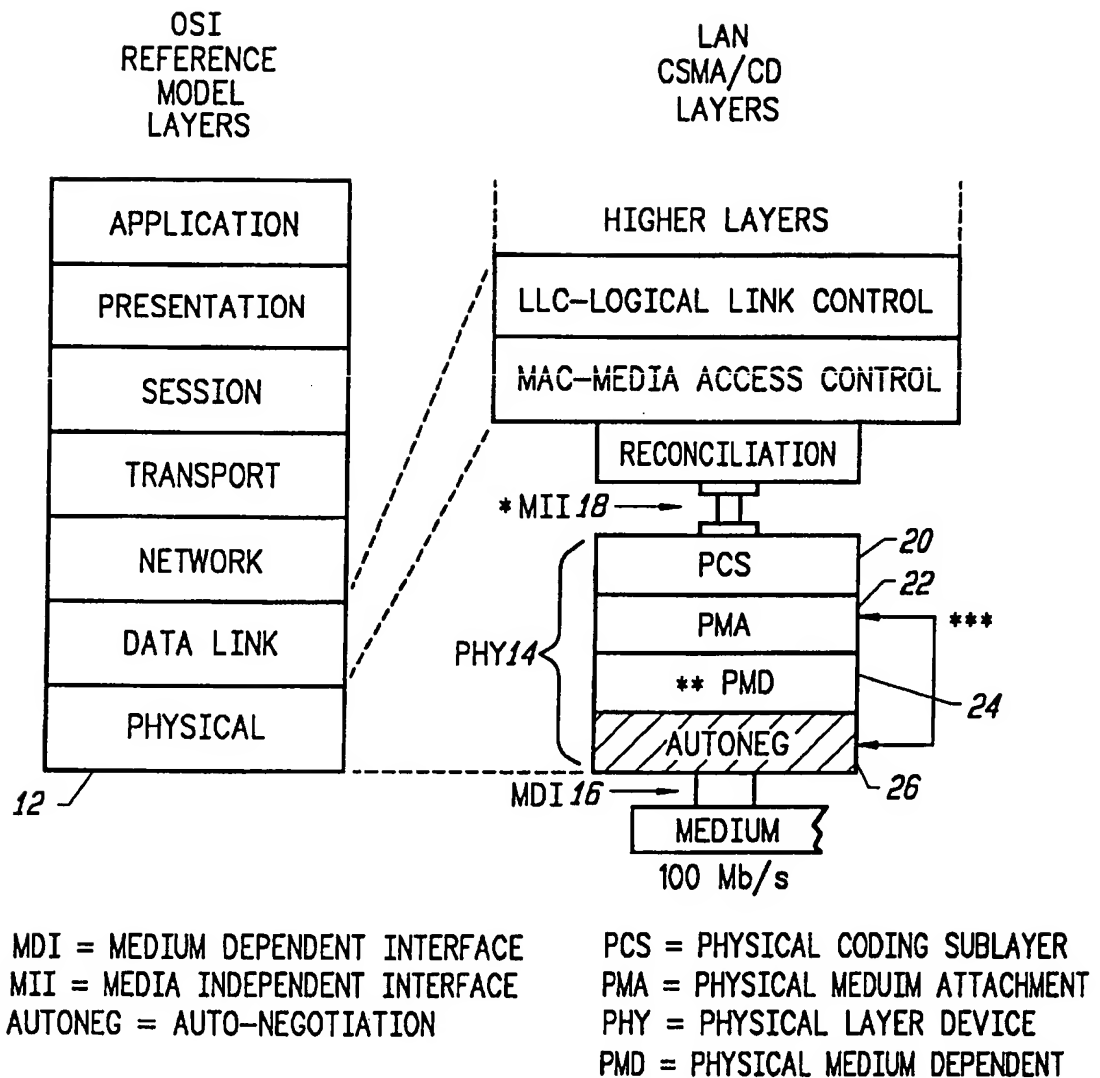 OSI
REFERENCE
MODEL
LAYERS
APPLICATION
PRESENTATION
SESSION
TRANSPORT
NETWORK
DATA LINK
PHYSICAL
12
LAN
CSMA/CD
LAYERS
HIGHER LAYERS
LLC-LOGICAL LINK CONTROL
MAC-MEDIA ACCESS CONTROL
RECONCILIATION
*MII 18
PCS
20
22
PMA
***
PHY 14
** PMD
24
AUTONEG
26
MDI 16
MEDIUM
100 Mb/s
MDI = MEDIUM DEPENDENT INTERFACE
MII = MEDIA INDEPENDENT INTERFACE
AUTONEG = AUTO-NEGOTIATION
PCS = PHYSICAL CODING SUBLAYER
PMA = PHYSICAL MEDUIM ATTACHMENT
PHY = PHYSICAL LAYER DEVICE
PMD = PHYSICAL MEDIUM DEPENDENT